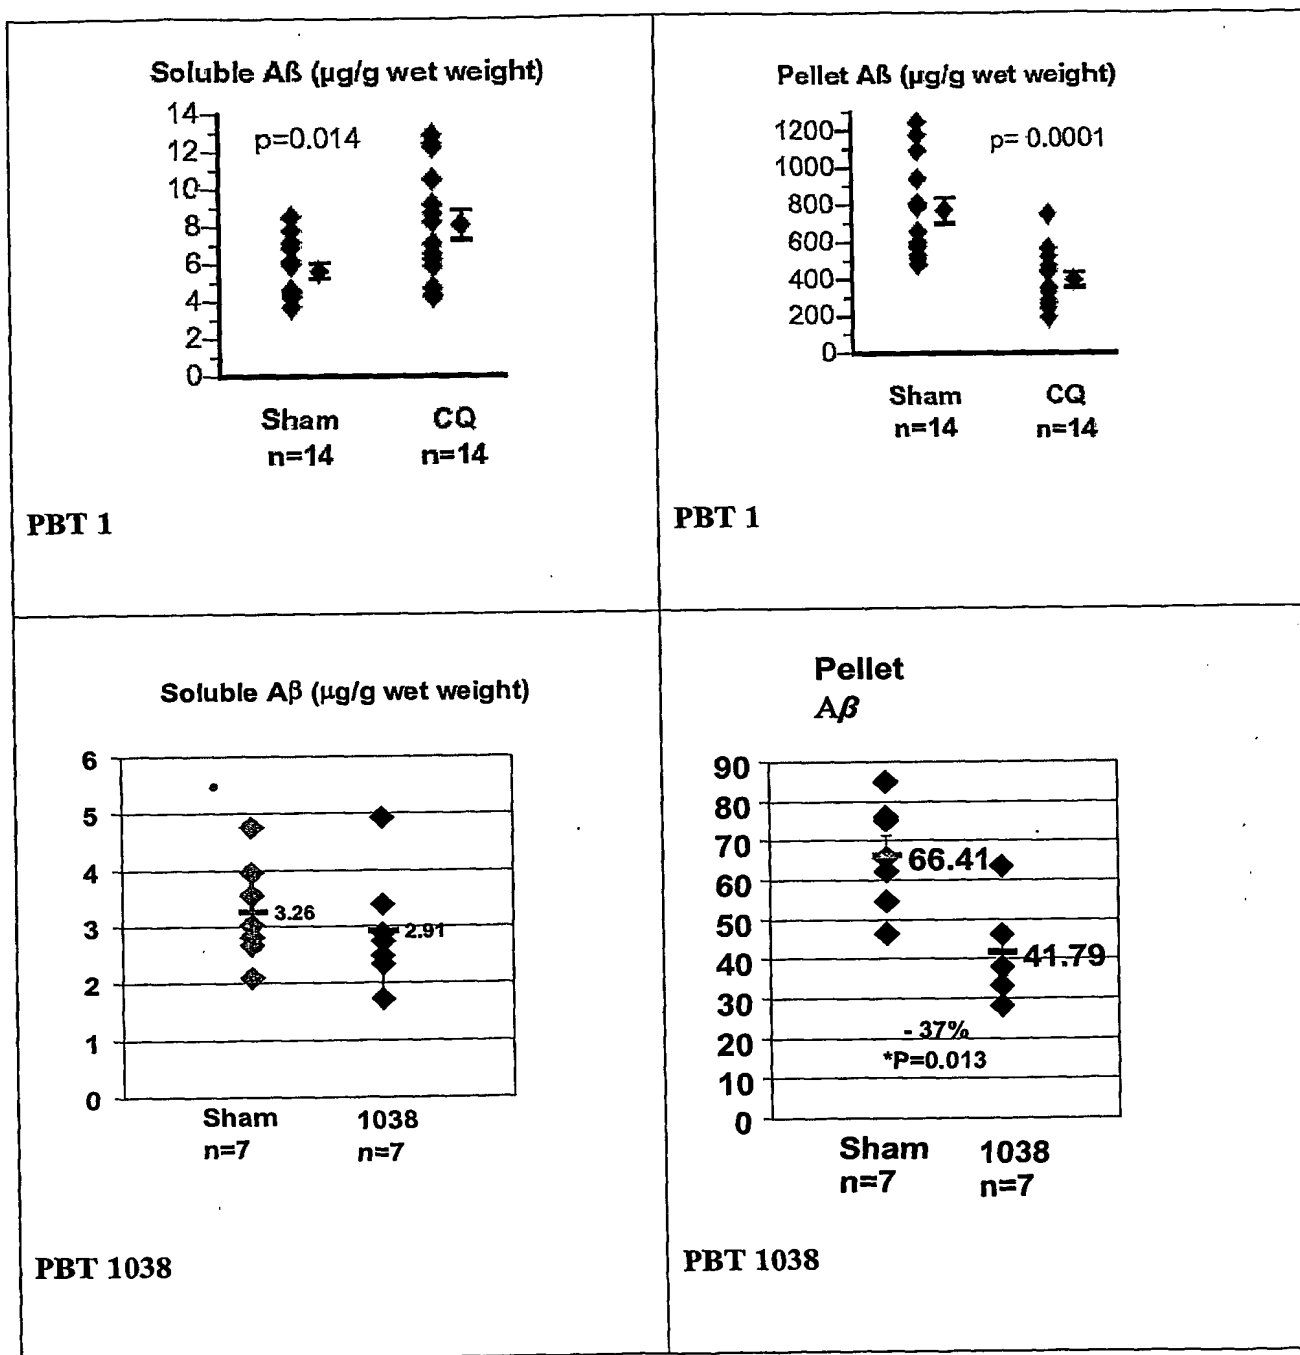 Soluble Aß (µg/g wet weight)
14
12
10
8
6
4
2
0
p=0.014
Sham
n=14
CQ
n=14
PBT 1
Pellet Aß (µg/g wet weight)
1200
1000
800
600
400
200
0
p= 0.0001
Sham
n=14
CQ
n=14
PBT 1
Soluble Aβ (µg/g wet weight)
6
5
4
3
2
1
0
3.26
2.91
Sham
n=7
1038
n=7
PBT 1038
Pellet
Aβ
90
80
70
60
50
40
30
20
10
0
66.41
41.79
- 37%
*P=0.013
Sham
n=7
1038
n=7
PBT 1038